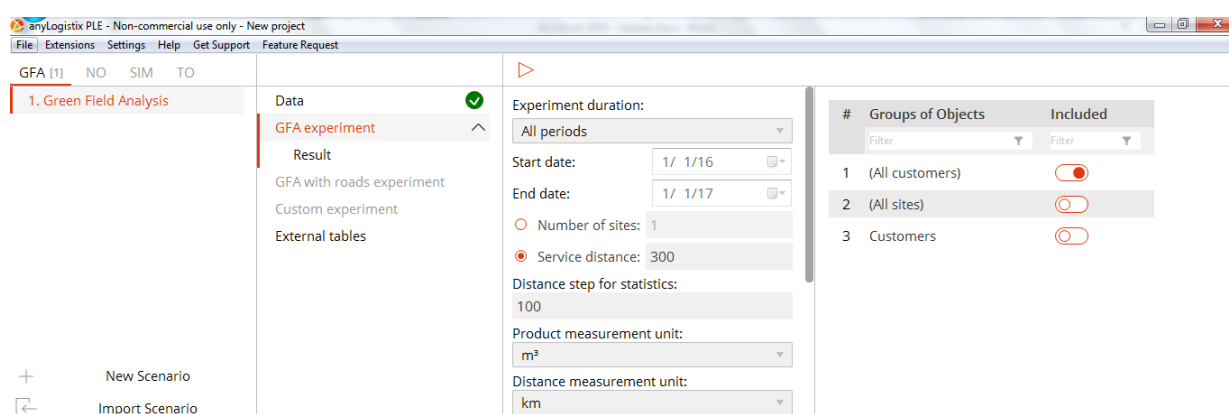 anyLogistix PLE - Non-commercial use only - New project
File Extensions Settings Help Get Support Feature Request
GFA [1] NO SIM TO
1. Green Field Analysis
New Scenario
Import Scenario
Data
GFA experiment
Result
GFA with roads experiment
Custom experiment
External tables
Experiment duration:
All periods
Start date: 1/ 1/16
End date: 1/ 1/17
Number of sites: 1
Service distance: 300
Distance step for statistics:
100
Product measurement unit:
m³
Distance measurement unit:
km
# Groups of Objects Included
Filter Filter
1 (All customers)
2 (All sites)
3 Customers